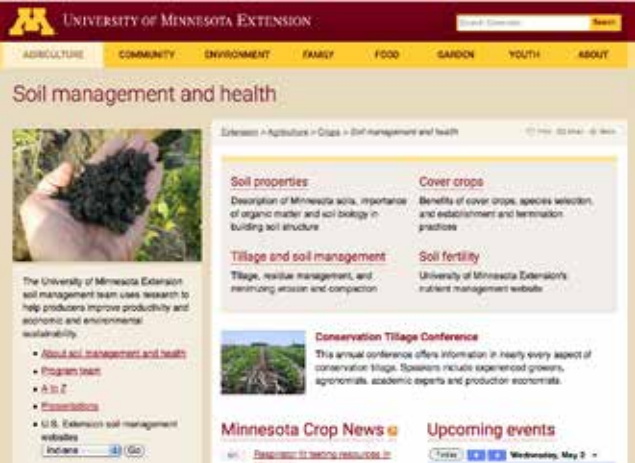 UNIVERSITY OF MINNESOTA EXTENSION
Search
AGRICULTURE COMMUNITY ENVIRONMENT FAMILY FOOD GARDEN YOUTH ABOUT
Soil management and health
Extension > Agriculture > Crops > Soil management and health
Soil properties
Description of Minnesota soils, importance
of organic matter and soil biology in
building soil structure
Cover crops
Benefits of cover crops, species selection,
and establishment and termination
practices
Tillage and soil management
Tillage, residue management, and
minimizing erosion and compaction
Soil fertility
University of Minnesota Extension's
nutrient management website
The University of Minnesota Extension
soil management team uses research to
help producers improve productivity and
economic and environmental
sustainability.
About soil management and health
Program team
A to Z
Presentations
U.S. Extension soil management
websites
Indiana Go
Conservation Tillage Conference
This annual conference offers information in nearly every aspect of
conservation tillage. Speakers include experienced growers,
agronomists, academic experts and production economists.
Minnesota Crop News
Respirator fit testing resources in
Upcoming events
Today Wednesday, May 3